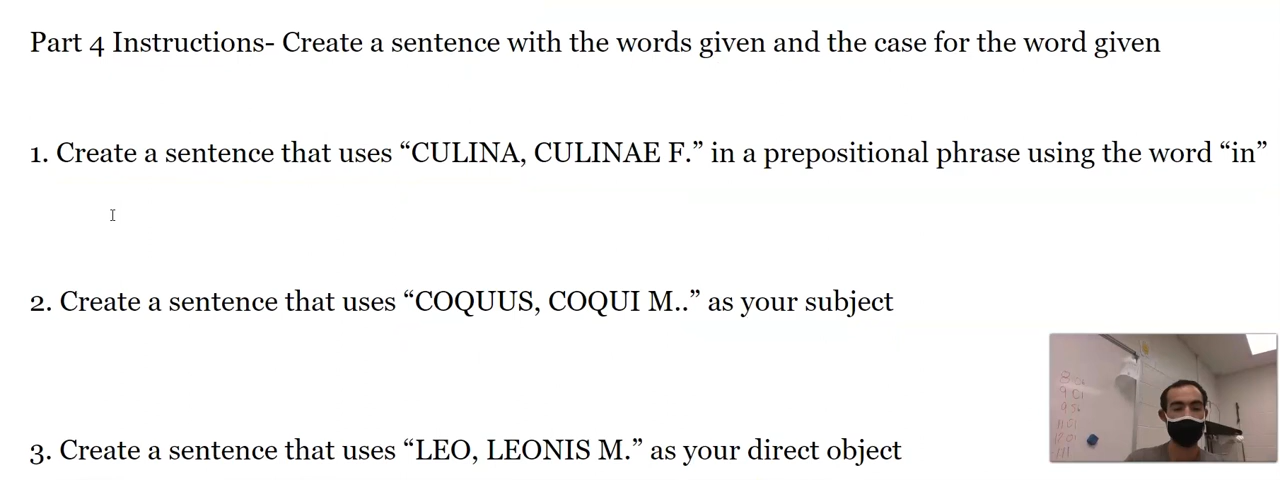 Part 4 Instructions- Create a sentence with the words given and the case for the word given
1. Create a sentence that uses “CULINA, CULINAE F.” in a prepositional phrase using the word “in”
2. Create a sentence that uses “COQUUS, COQUI M..” as your subject
3. Create a sentence that uses “LEO, LEONIS M.” as your direct object